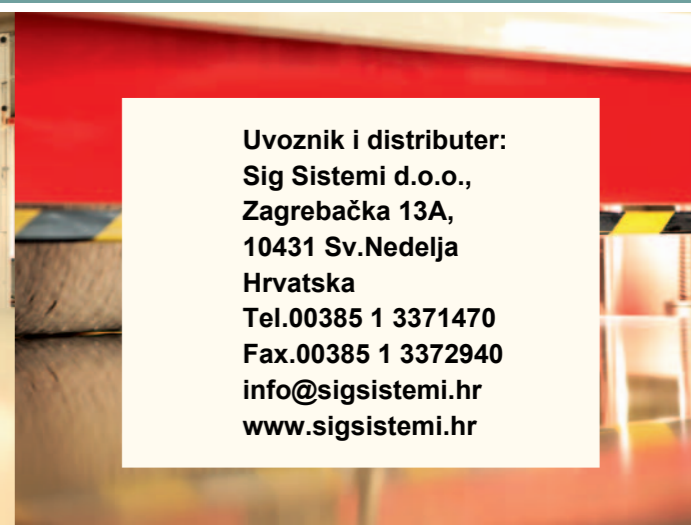 Uvoznik i distributer:
Sig Sistemi d.o.o.,
Zagrebačka 13A,
10431 Sv.Nedelja
Hrvatska
Tel.00385 1 3371470
Fax.00385 1 3372940
info@sigsistemi.hr
www.sigsistemi.hr